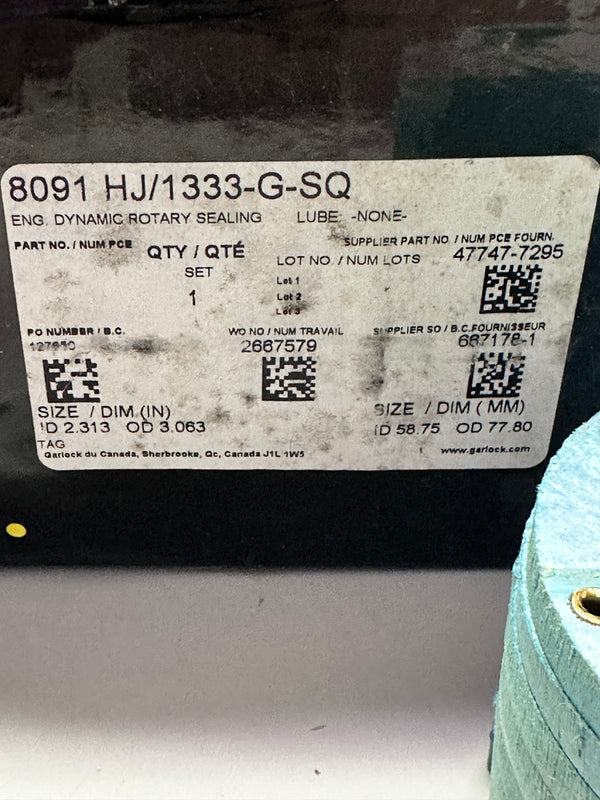 8091 HJ/1333-G-SQ
ENG. DYNAMIC ROTARY SEALING LUBE: -NONE-
PART NO. / NUM PCE QTY / QTÉ SUPPLIER PART NO. / NUM PCE FOURN.
SET LOT NO. / NUM LOTS 47747-7295
1 Lot 1
Lot 2
Lot 3
PO NUMBER / B.C. WO NO / NUM TRAVAIL SUPPLIER SO / B.C.FOURNISSEUR
2667579 667178-1
SIZE / DIM (IN) SIZE / DIM ( MM)
ID 2.313 OD 3.063 ID 58.75 OD 77.80
TAG
Garlock du Canada, Sherbrooke, Qc, Canada J1L 1W5 1 www.garlock.com